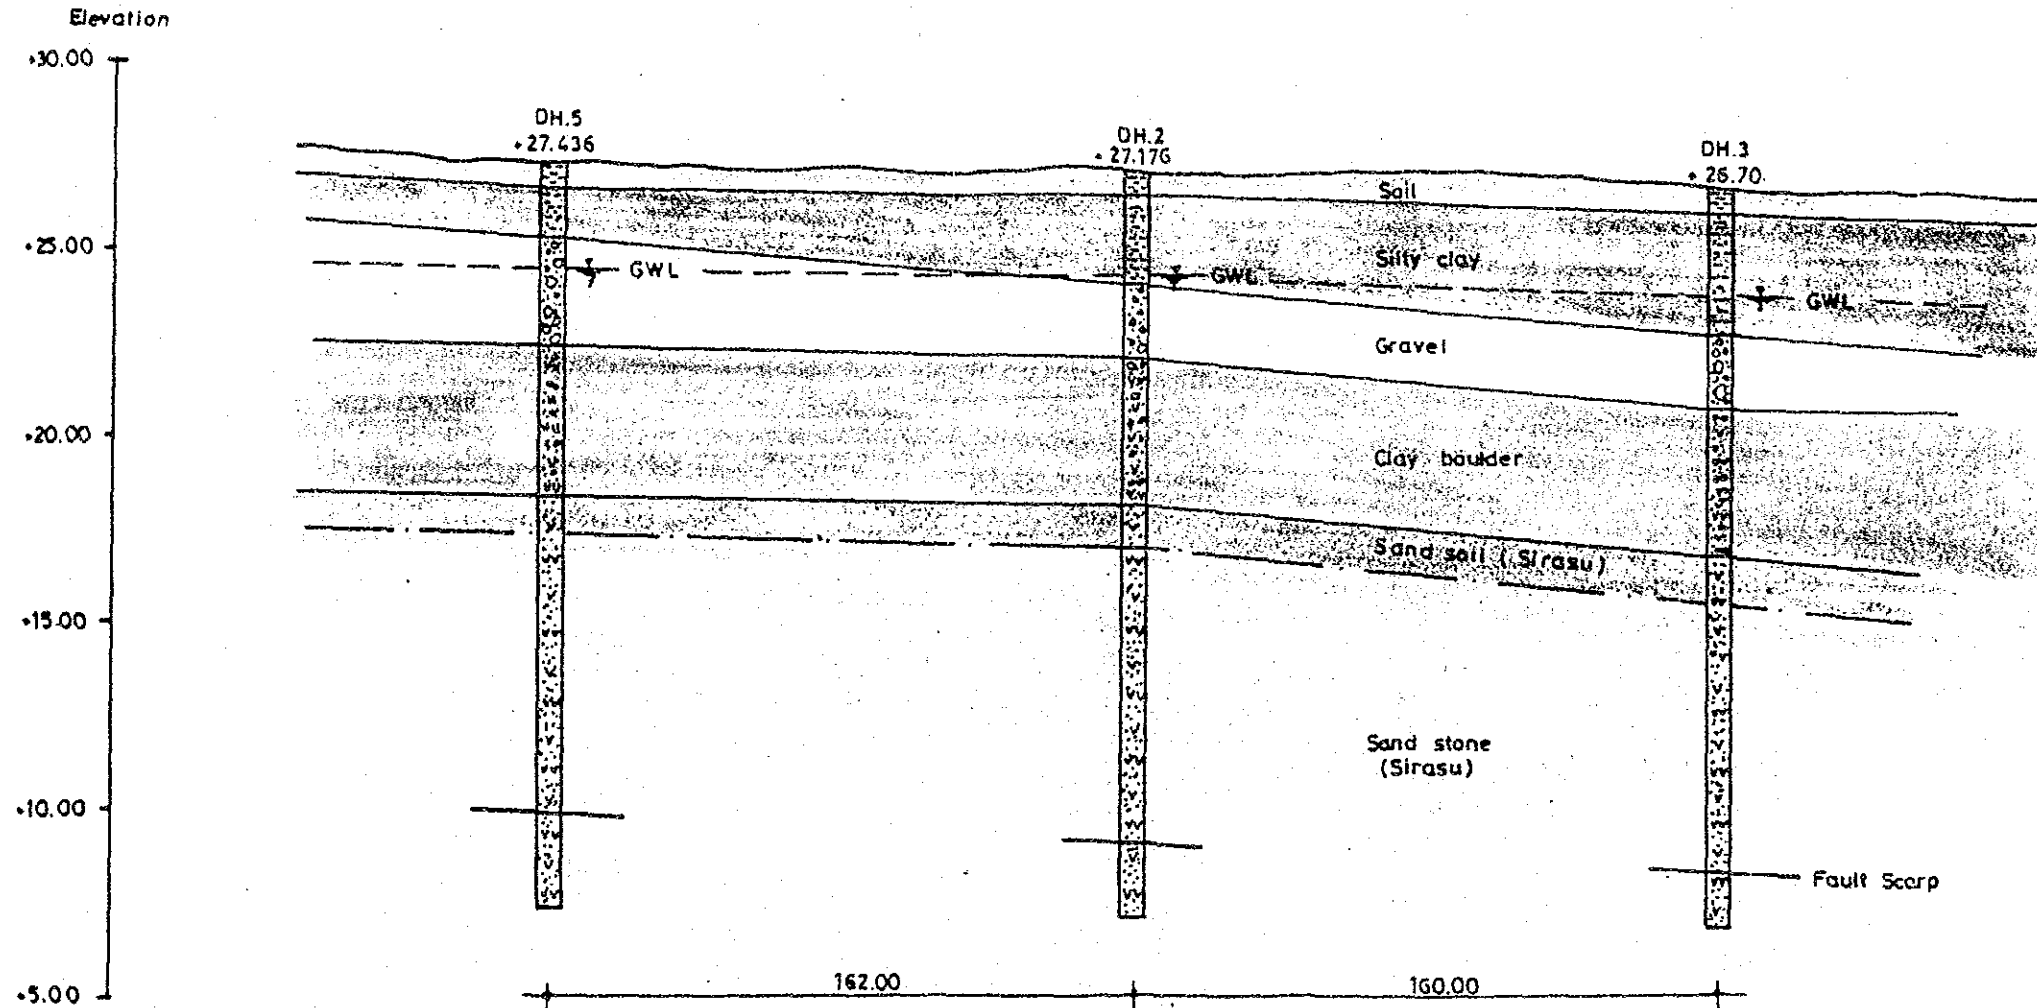 Elevation
+30.00
DH.5
+27.436
DH.2
+27.176
DH.3
+26.70
Soil
+25.00
Silty clay
GWL
GWL
GWL
Gravel
+20.00
Clay boulder
Sand soil (Sirasu)
+15.00
Sand stone
(Sirasu)
+10.00
Fault Scarp
+5.00
162.00
160.00